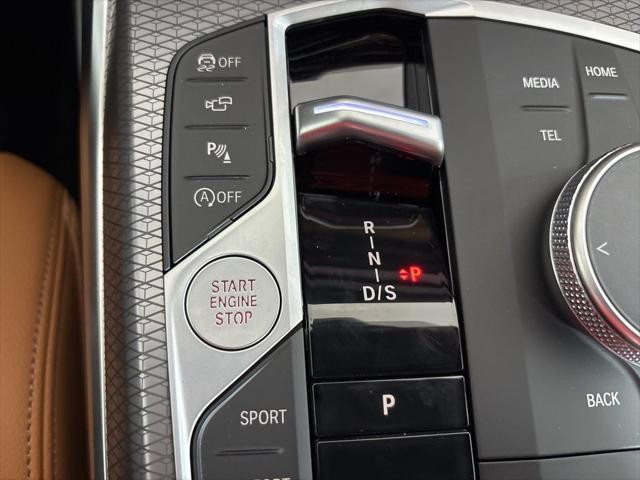 OFF
P
A OFF
START
ENGINE
STOP
SPORT
R
N
D/S
P
P
MEDIA
HOME
TEL
BACK